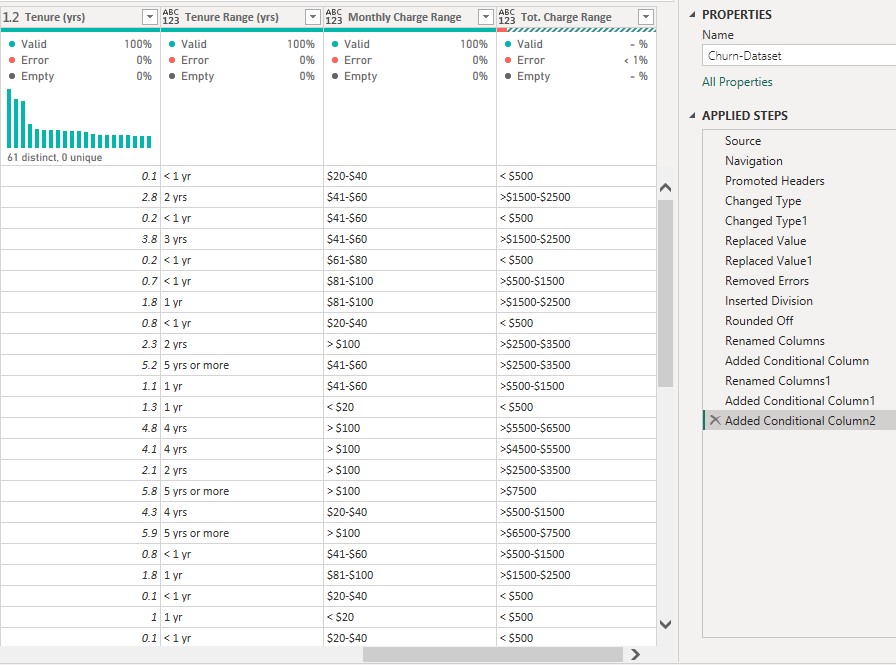 1.2 Tenure (yrs) ABC 123 Tenure Range (yrs) ABC 123 Monthly Charge Range ABC 123 Tot. Charge Range
Valid 100% Valid 100% Valid 100% Valid - %
Error 0% Error 0% Error 0% Error < 1%
Empty 0% Empty 0% Empty 0% Empty - %
61 distinct, 0 unique
0.1 < 1 yr $20-$40 < $500
2.8 2 yrs $41-$60 >$1500-$2500
0.2 < 1 yr $41-$60 < $500
3.8 3 yrs $41-$60 >$1500-$2500
0.2 < 1 yr $61-$80 < $500
0.7 < 1 yr $81-$100 >$500-$1500
1.8 1 yr $81-$100 >$1500-$2500
0.8 < 1 yr $20-$40 < $500
2.3 2 yrs > $100 >$2500-$3500
5.2 5 yrs or more $41-$60 >$2500-$3500
1.1 1 yr $41-$60 >$500-$1500
1.3 1 yr < $20 < $500
4.8 4 yrs > $100 >$5500-$6500
4.1 4 yrs > $100 >$4500-$5500
2.1 2 yrs > $100 >$2500-$3500
5.8 5 yrs or more > $100 >$7500
4.3 4 yrs $20-$40 >$500-$1500
5.9 5 yrs or more > $100 >$6500-$7500
0.8 < 1 yr $41-$60 >$500-$1500
1.8 1 yr $81-$100 >$1500-$2500
0.1 < 1 yr $20-$40 < $500
1 1 yr < $20 < $500
0.1 < 1 yr $20-$40 < $500
PROPERTIES
Name
Churn-Dataset
All Properties
APPLIED STEPS
Source
Navigation
Promoted Headers
Changed Type
Changed Type1
Replaced Value
Replaced Value1
Removed Errors
Inserted Division
Rounded Off
Renamed Columns
Added Conditional Column
Renamed Columns1
Added Conditional Column1
Added Conditional Column2